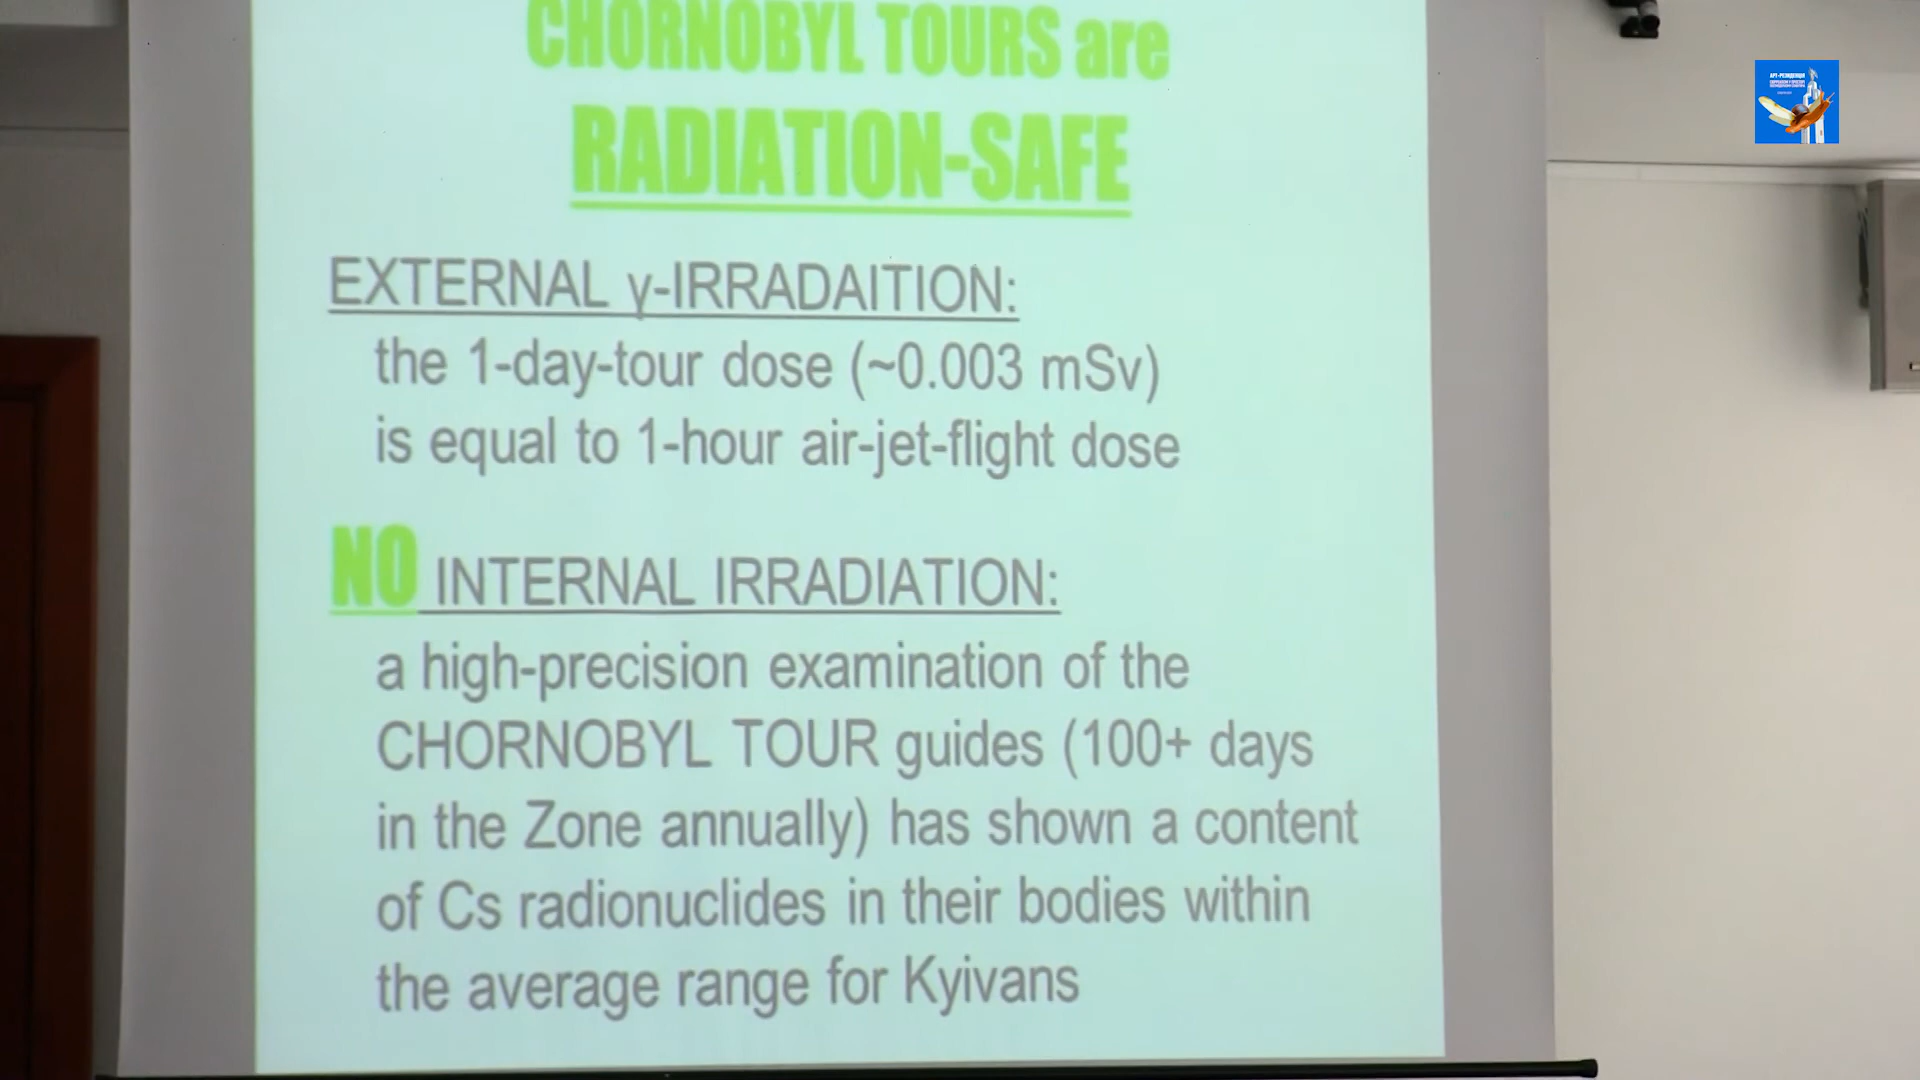 CHORNOBYL TOURS are
RADIATION-SAFE
EXTERNAL γ-IRRADAITION:
the 1-day-tour dose (~0.003 mSv)
is equal to 1-hour air-jet-flight dose
NO INTERNAL IRRADIATION:
a high-precision examination of the
CHORNOBYL TOUR guides (100+ days
in the Zone annually) has shown a content
of Cs radionuclides in their bodies within
the average range for Kyivans
АРТ-РЕЗИДЕНЦІЯ